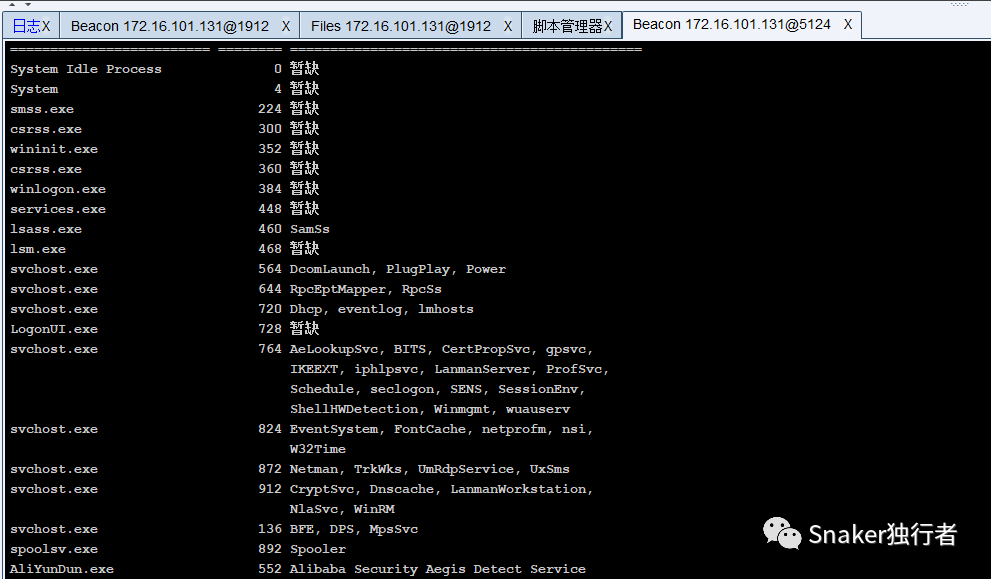 日志X Beacon 172.16.101.131@1912 X Files 172.16.101.131@1912 X 脚本管理器X Beacon 172.16.101.131@5124 X
========================= ======== ============================================
System Idle Process 0 暂缺
System 4 暂缺
smss.exe 224 暂缺
csrss.exe 300 暂缺
wininit.exe 352 暂缺
csrss.exe 360 暂缺
winlogon.exe 384 暂缺
services.exe 448 暂缺
lsass.exe 460 SamSs
lsm.exe 468 暂缺
svchost.exe 564 DcomLaunch, PlugPlay, Power
svchost.exe 644 RpcEptMapper, RpcSs
svchost.exe 720 Dhcp, eventlog, lmhosts
LogonUI.exe 728 暂缺
svchost.exe 764 AeLookupSvc, BITS, CertPropSvc, gpsvc,
IKEEXT, iphlpsvc, LanmanServer, ProfSvc,
Schedule, seclogon, SENS, SessionEnv,
ShellHWDetection, Winmgmt, wuauserv
svchost.exe 824 EventSystem, FontCache, netprofm, nsi,
W32Time
svchost.exe 872 Netman, TrkWks, UmRdpService, UxSms
svchost.exe 912 CryptSvc, Dnscache, LanmanWorkstation,
NlaSvc, WinRM
svchost.exe 136 BFE, DPS, MpsSvc
spoolsv.exe 892 Spooler
AliYunDun.exe 552 Alibaba Security Aegis Detect Service
Snaker独行者